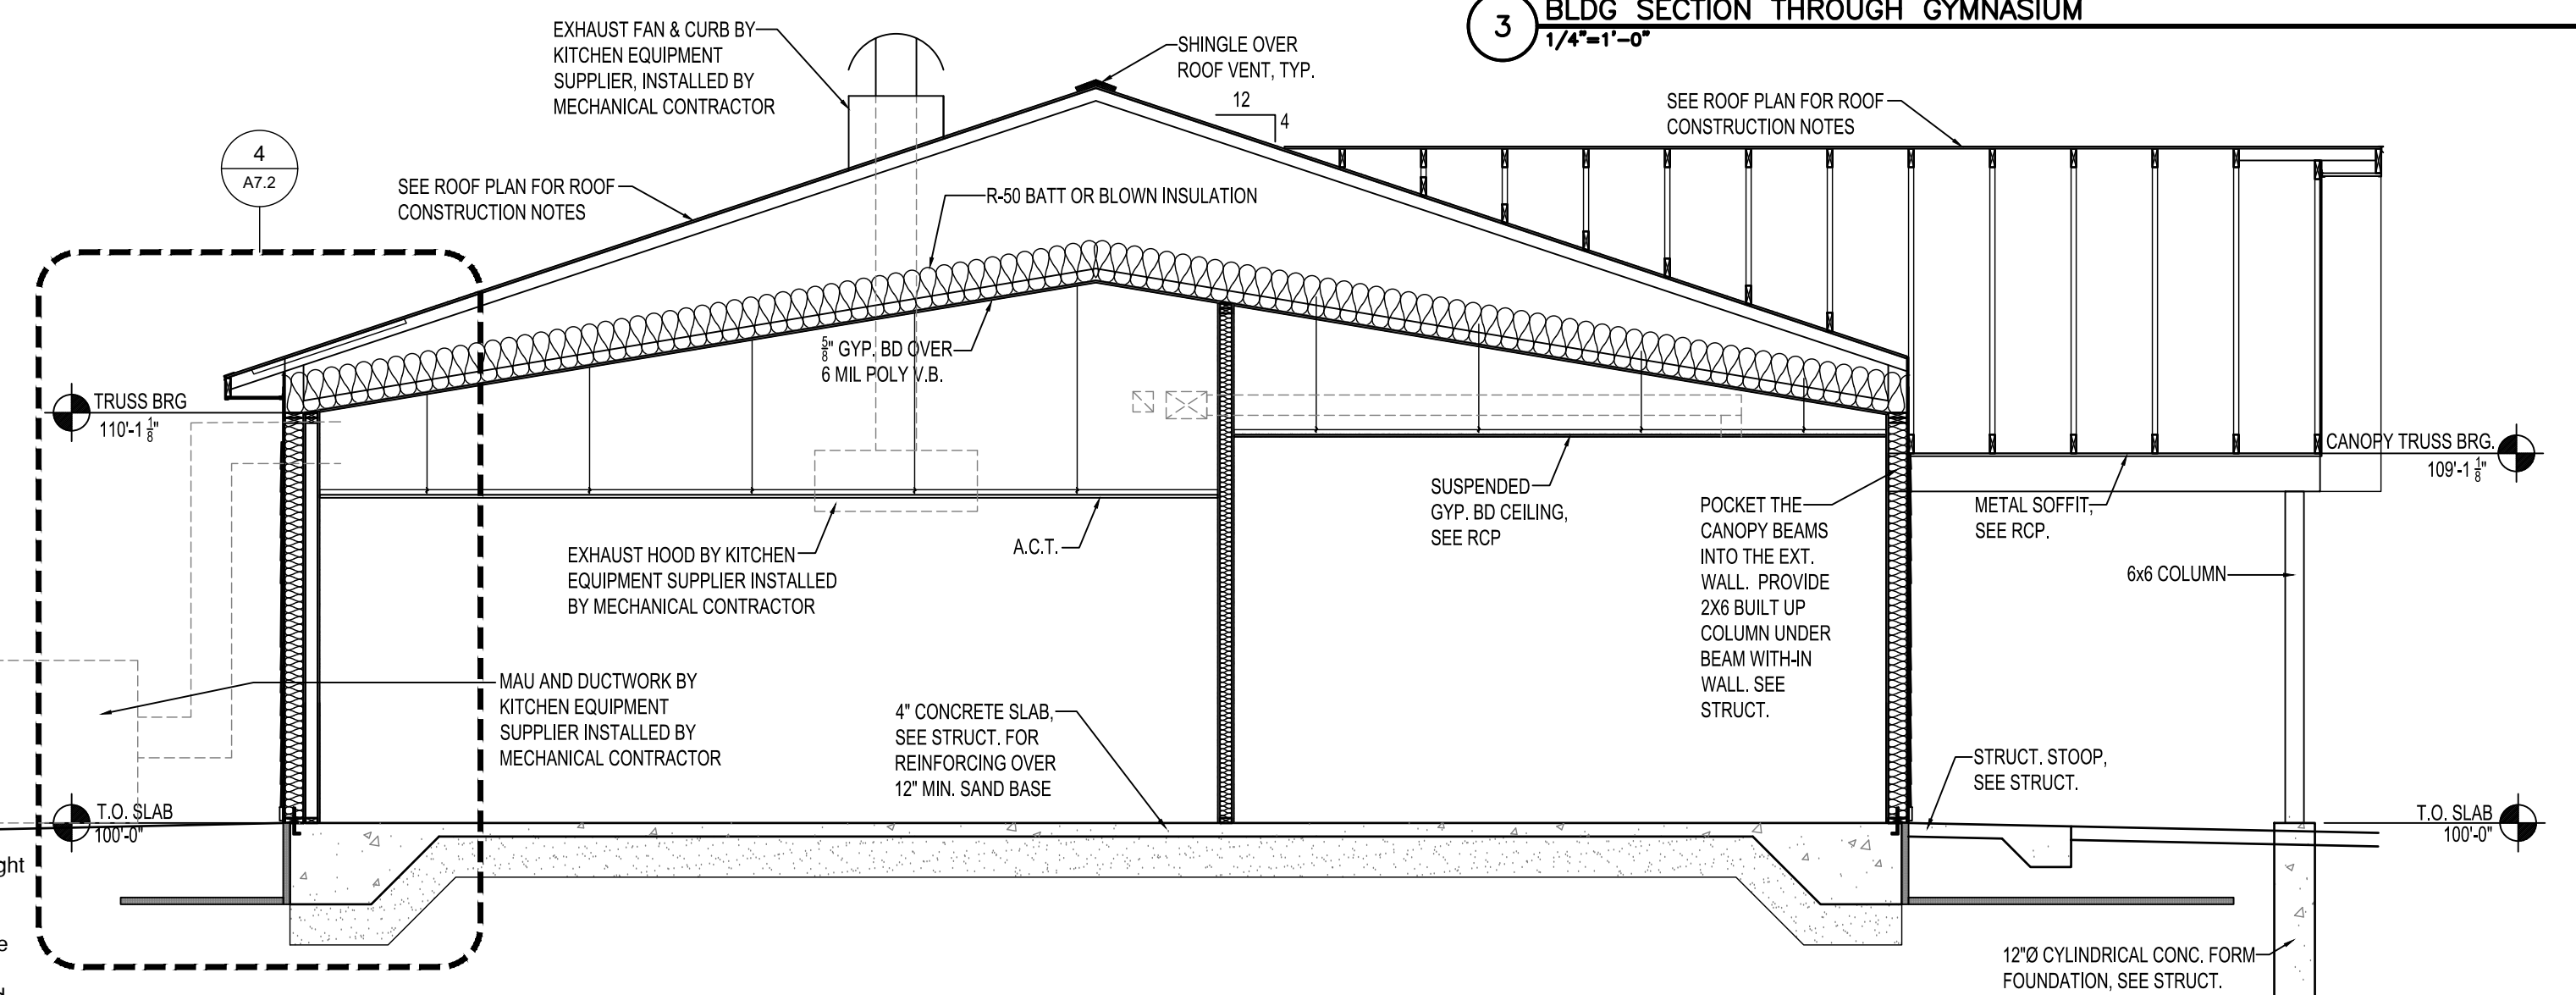 3
BLDG SECTION THROUGH GYMNASIUM
1/4"=1'-0"
EXHAUST FAN & CURB BY
KITCHEN EQUIPMENT
SUPPLIER, INSTALLED BY
MECHANICAL CONTRACTOR
SHINGLE OVER
ROOF VENT, TYP.
12
4
SEE ROOF PLAN FOR ROOF
CONSTRUCTION NOTES
4
A7.2
SEE ROOF PLAN FOR ROOF
CONSTRUCTION NOTES
R-50 BATT OR BLOWN INSULATION
5/8" GYP. BD OVER
6 MIL POLY V.B.
TRUSS BRG
110'-1 1/8"
CANOPY TRUSS BRG.
109'-1 1/8"
SUSPENDED
GYP. BD CEILING,
SEE RCP
POCKET THE
CANOPY BEAMS
INTO THE EXT.
WALL. PROVIDE
2X6 BUILT UP
COLUMN UNDER
BEAM WITH-IN
WALL. SEE
STRUCT.
METAL SOFFIT,
SEE RCP.
EXHAUST HOOD BY KITCHEN
EQUIPMENT SUPPLIER INSTALLED
BY MECHANICAL CONTRACTOR
A.C.T.
6x6 COLUMN
MAU AND DUCTWORK BY
KITCHEN EQUIPMENT
SUPPLIER INSTALLED BY
MECHANICAL CONTRACTOR
4" CONCRETE SLAB,
SEE STRUCT. FOR
REINFORCING OVER
12" MIN. SAND BASE
STRUCT. STOOP,
SEE STRUCT.
T.O. SLAB
100'-0"
T.O. SLAB
100'-0"
ght
e
12"Ø CYLINDRICAL CONC. FORM
FOUNDATION, SEE STRUCT.